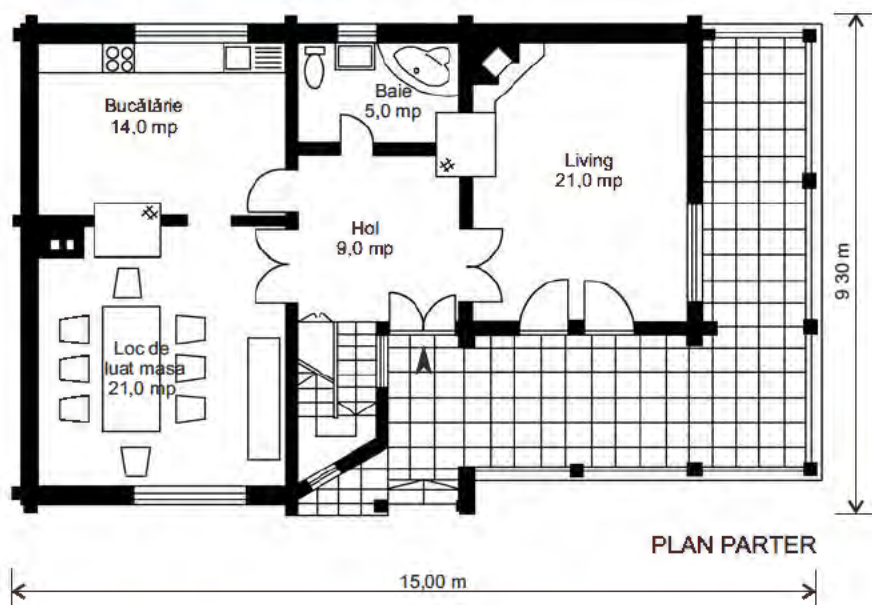 Bucătărie
14,0 mp
Baie
5,0 mp
Living
21,0 mp
Hol
9,0 mp
Loc de
luat masa
21,0 mp
9 30 m
PLAN PARTER
15,00 m